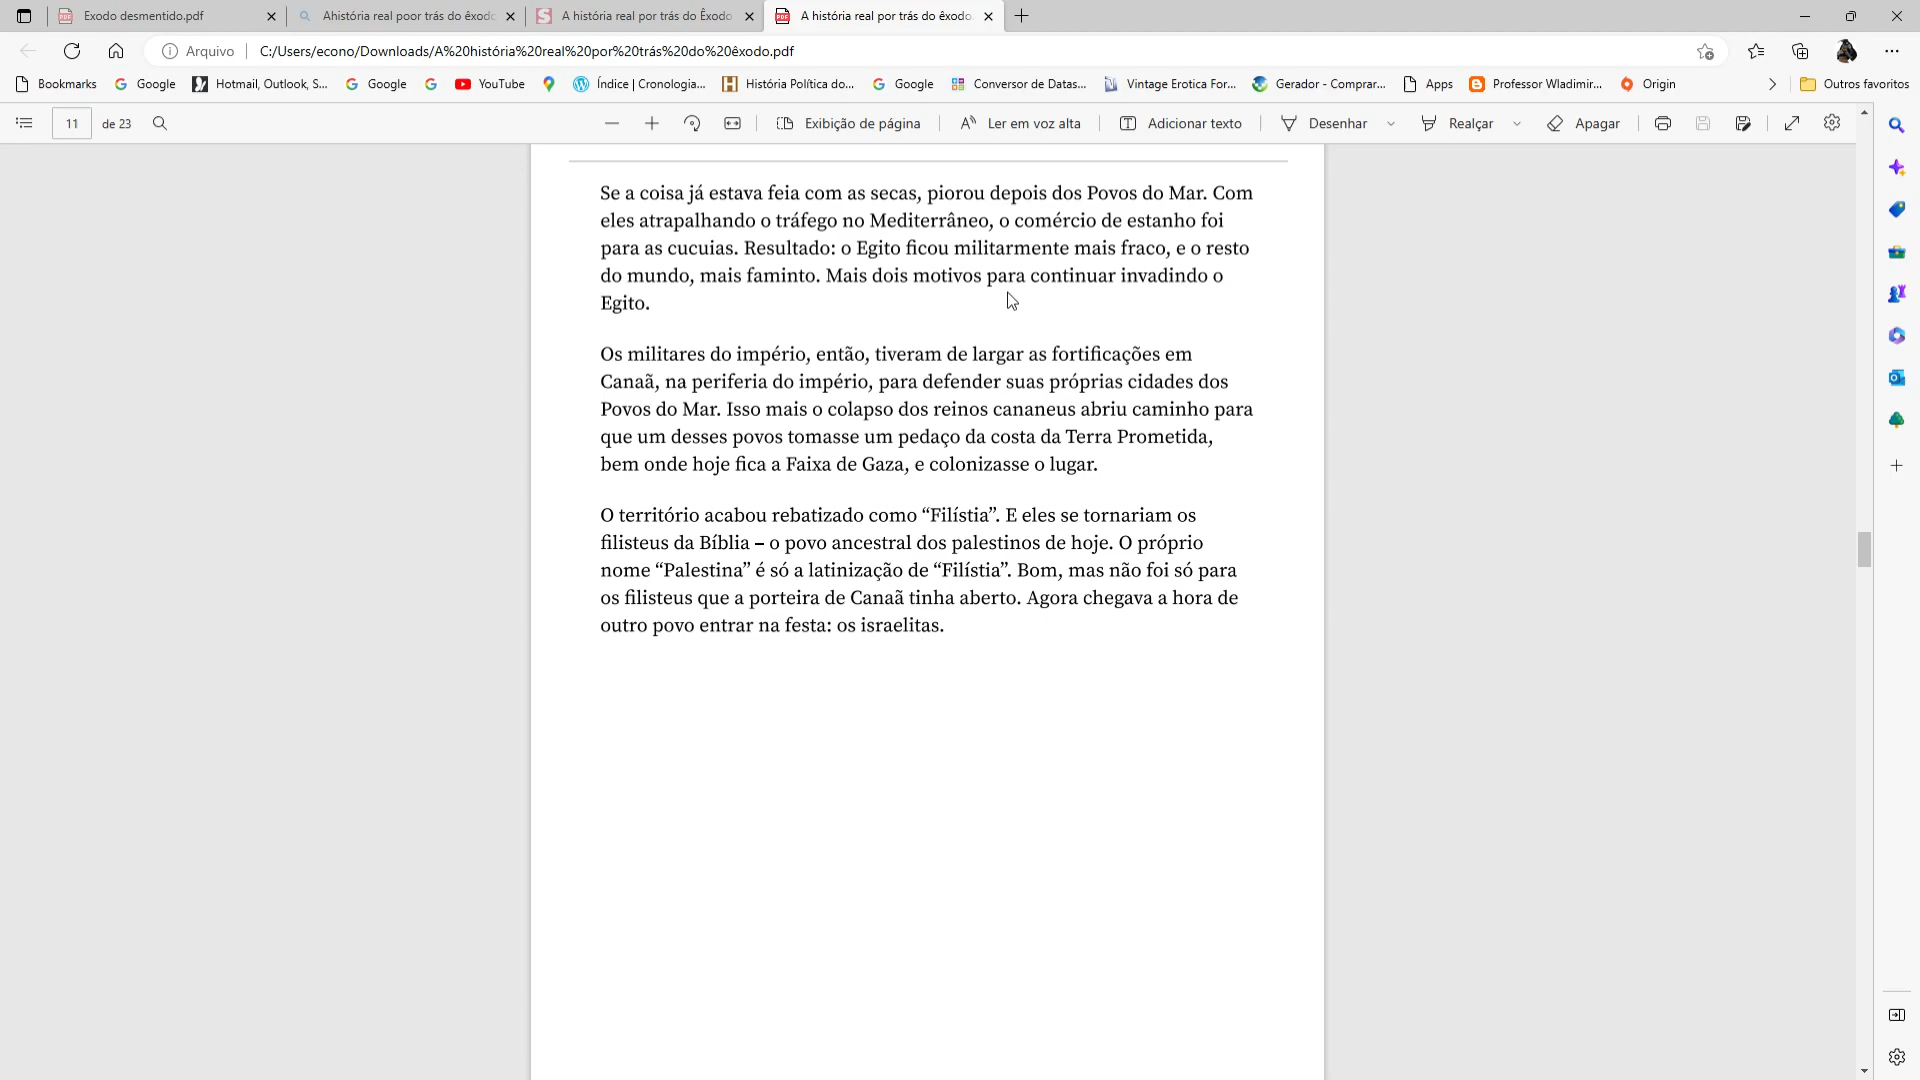 Exodo desmentido.pdf
Ahistória real poor trás do êxodo
A história real por trás do Êxodo
A história real por trás do êxodo.
Arquivo
C:/Users/econo/Downloads/A%20história%20real%20por%20trás%20do%20êxodo.pdf
Bookmarks
Google
Hotmail, Outlook, S...
Google
YouTube
Índice | Cronologia...
História Política do...
Google
Conversor de Datas...
Vintage Erotica For...
Gerador - Comprar...
Apps
Professor Wladimir...
Origin
Outros favoritos
11
de 23
Exibição de página
Ler em voz alta
Adicionar texto
Desenhar
Realçar
Apagar
Se a coisa já estava feia com as secas, piorou depois dos Povos do Mar. Com
eles atrapalhando o tráfego no Mediterrâneo, o comércio de estanho foi
para as cucuias. Resultado: o Egito ficou militarmente mais fraco, e o resto
do mundo, mais faminto. Mais dois motivos para continuar invadindo o
Egito.
Os militares do império, então, tiveram de largar as fortificações em
Canaã, na periferia do império, para defender suas próprias cidades dos
Povos do Mar. Isso mais o colapso dos reinos cananeus abriu caminho para
que um desses povos tomasse um pedaço da costa da Terra Prometida,
bem onde hoje fica a Faixa de Gaza, e colonizasse o lugar.
O território acabou rebatizado como “Filístia”. E eles se tornariam os
filisteus da Bíblia – o povo ancestral dos palestinos de hoje. O próprio
nome “Palestina” é só a latinização de “Filístia”. Bom, mas não foi só para
os filisteus que a porteira de Canaã tinha aberto. Agora chegava a hora de
outro povo entrar na festa: os israelitas.